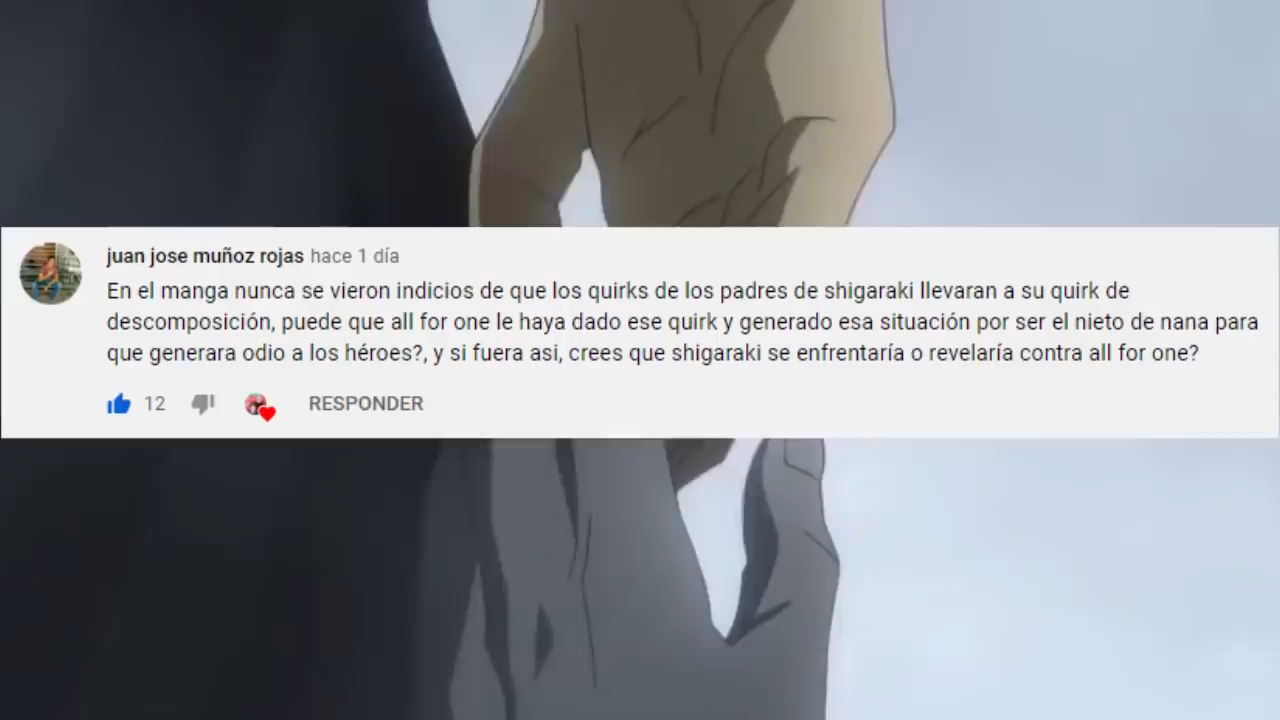 juan jose muñoz rojas hace 1 día
En el manga nunca se vieron indicios de que los quirks de los padres de shigaraki llevaran a su quirk de
descomposición, puede que all for one le haya dado ese quirk y generado esa situación por ser el nieto de nana para
que generara odio a los héroes?, y si fuera asi, crees que shigaraki se enfrentaría o revelaría contra all for one?
12 RESPONDER